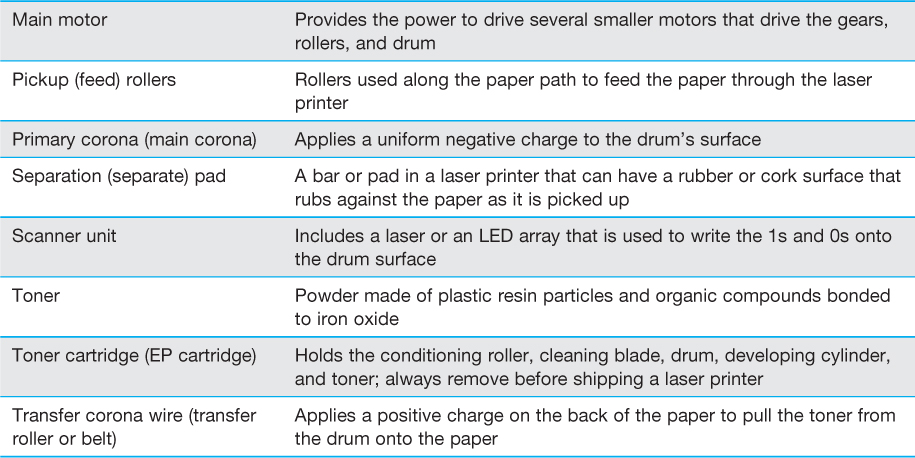 Main motor
Provides the power to drive several smaller motors that drive the gears,
rollers, and drum
Pickup (feed) rollers
Rollers used along the paper path to feed the paper through the laser
printer
Primary corona (main corona)
Applies a uniform negative charge to the drum’s surface
Separation (separate) pad
A bar or pad in a laser printer that can have a rubber or cork surface that
rubs against the paper as it is picked up
Scanner unit
Includes a laser or an LED array that is used to write the 1s and 0s onto
the drum surface
Toner
Powder made of plastic resin particles and organic compounds bonded
to iron oxide
Toner cartridge (EP cartridge)
Holds the conditioning roller, cleaning blade, drum, developing cylinder,
and toner; always remove before shipping a laser printer
Transfer corona wire (transfer
roller or belt)
Applies a positive charge on the back of the paper to pull the toner from
the drum onto the paper